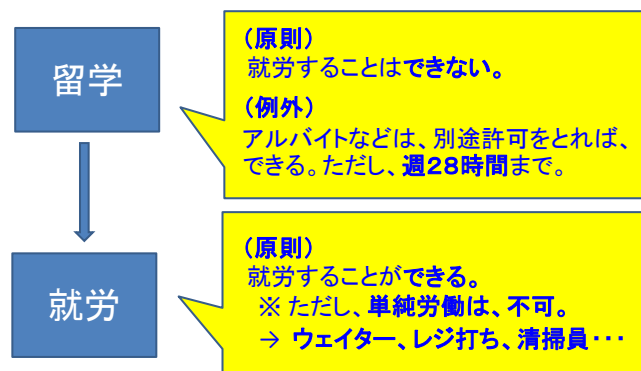 留学
（原則）
就労することはできない。
（例外）
アルバイトなどは、別途許可をとれば、
できる。ただし、週２８時間まで。
就労
（原則）
就労することができる。
※ ただし、単純労働は、不可。
→ ウェイター、レジ打ち、清掃員･･･